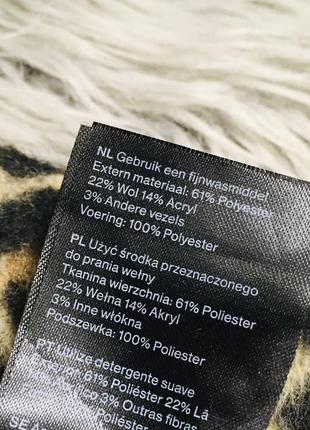 NL Gebruik een fijnwasmiddel
Extern materiaal: 61% Polyester
22% Wol 14% Acryl
3% Andere vezels
Voering: 100% Polyester
PL Użyć środka przeznaczonego
do prania wełny
Tkanina wierzchnia: 61% Poliester
22% Wełna 14% Akryl
3% Inne włókna
Podszewka: 100% Poliester
PT Utilize detergente suave
61% Poliéster 22% Lã
3% Outras fibras
SE